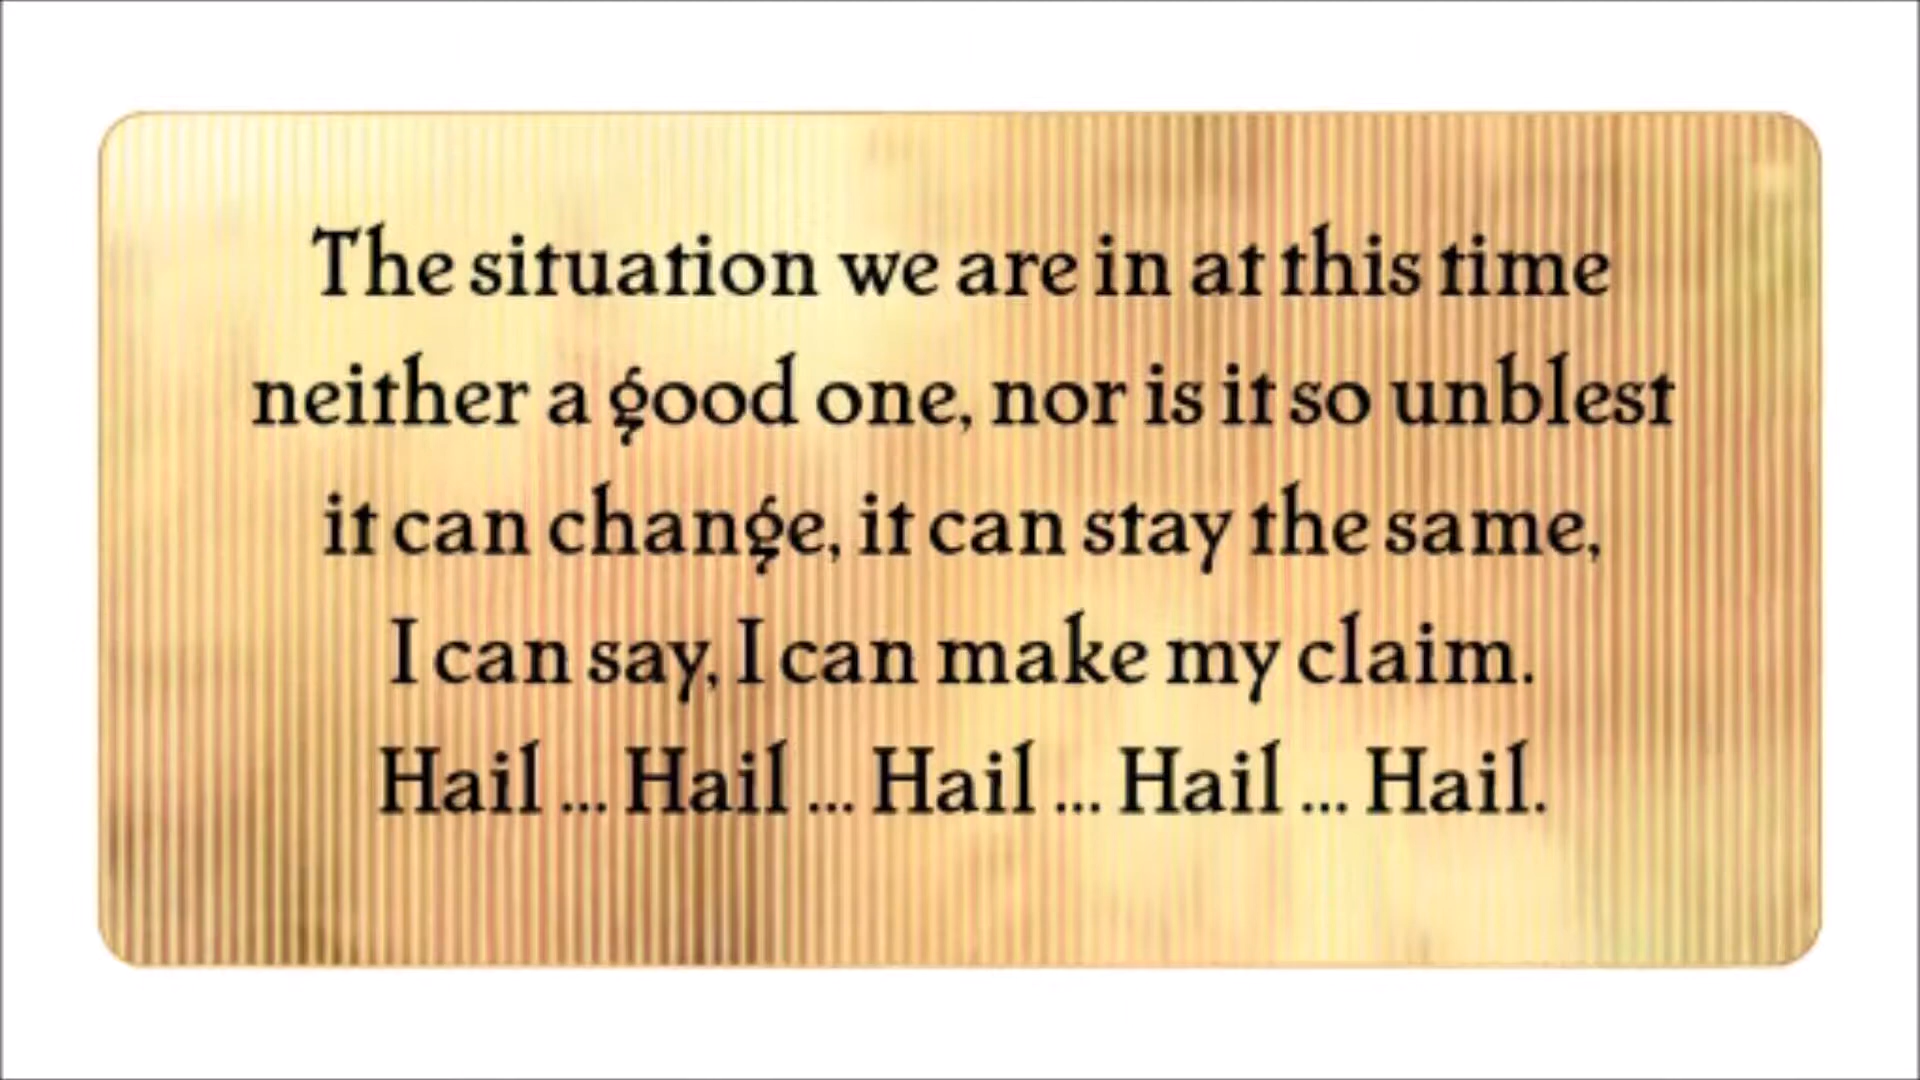 The situation we are in at this time
neither a good one, nor is it so unblest
it can change, it can stay the same,
I can say, I can make my claim.
Hail ... Hail ... Hail ... Hail ... Hail.